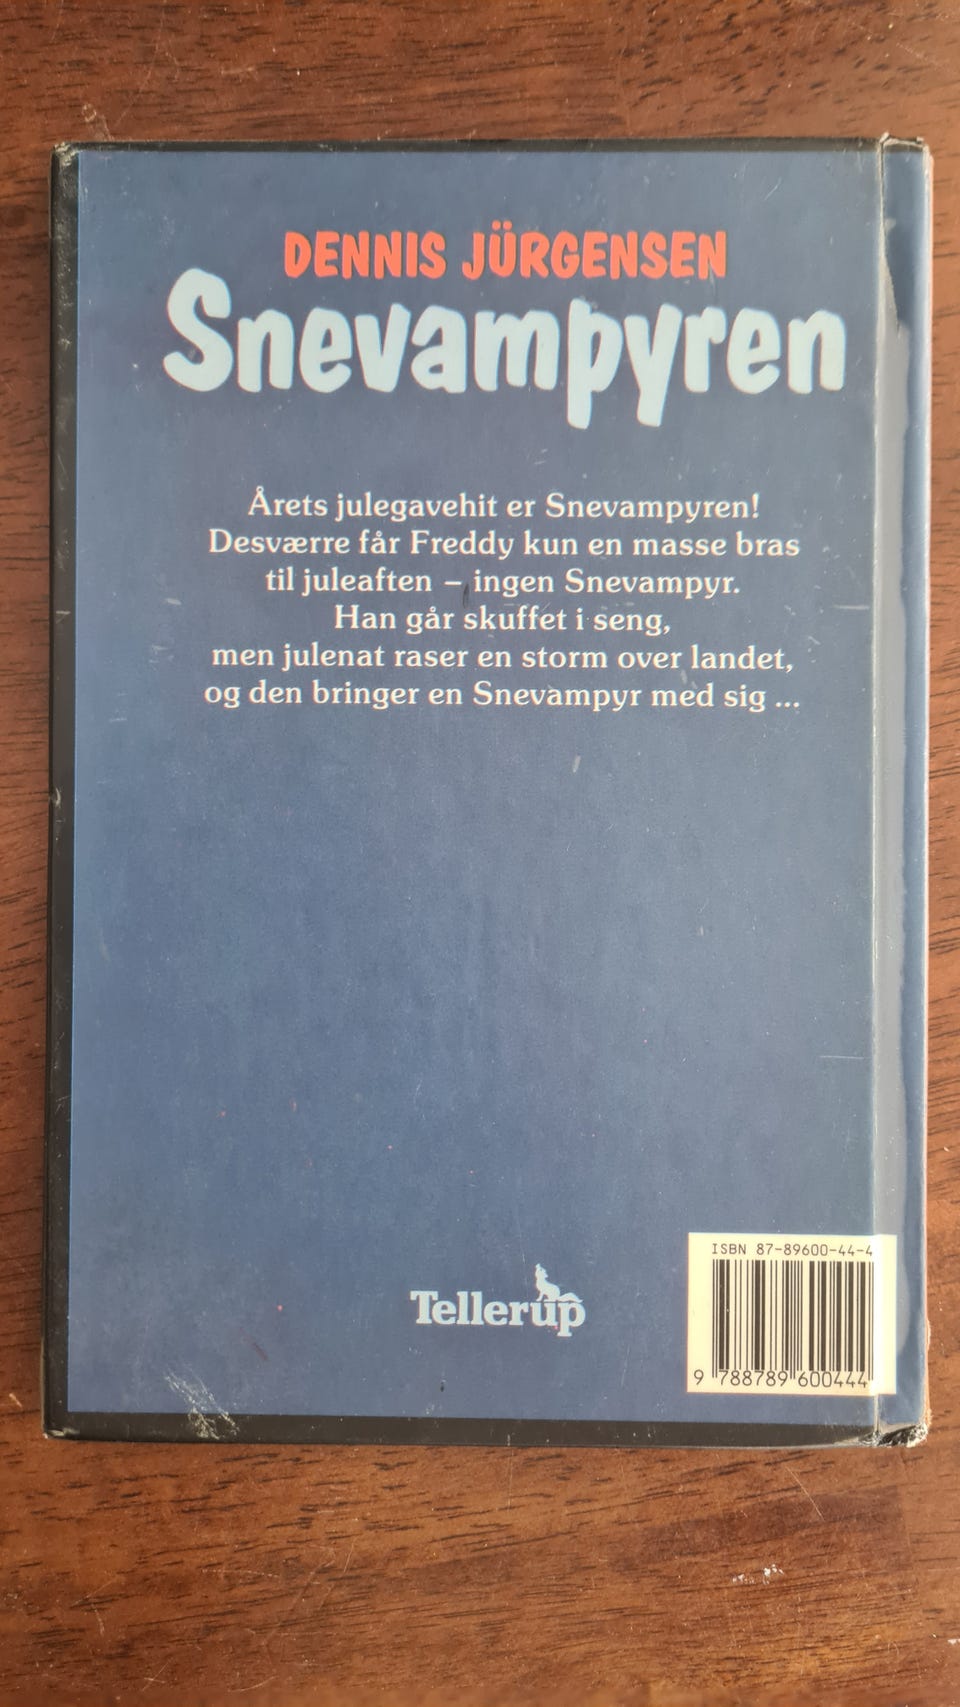 DENNIS JÜRGENSEN
Snevampyren
Årets julegavehit er Snevampyren!
Desværre får Freddy kun en masse bras
til juleaften – ingen Snevampyr.
Han går skuffet i seng,
men julenat raser en storm over landet,
og den bringer en Snevampyr med sig ...
Tellerup
ISBN 87-89600-44-4
9 788789 600444